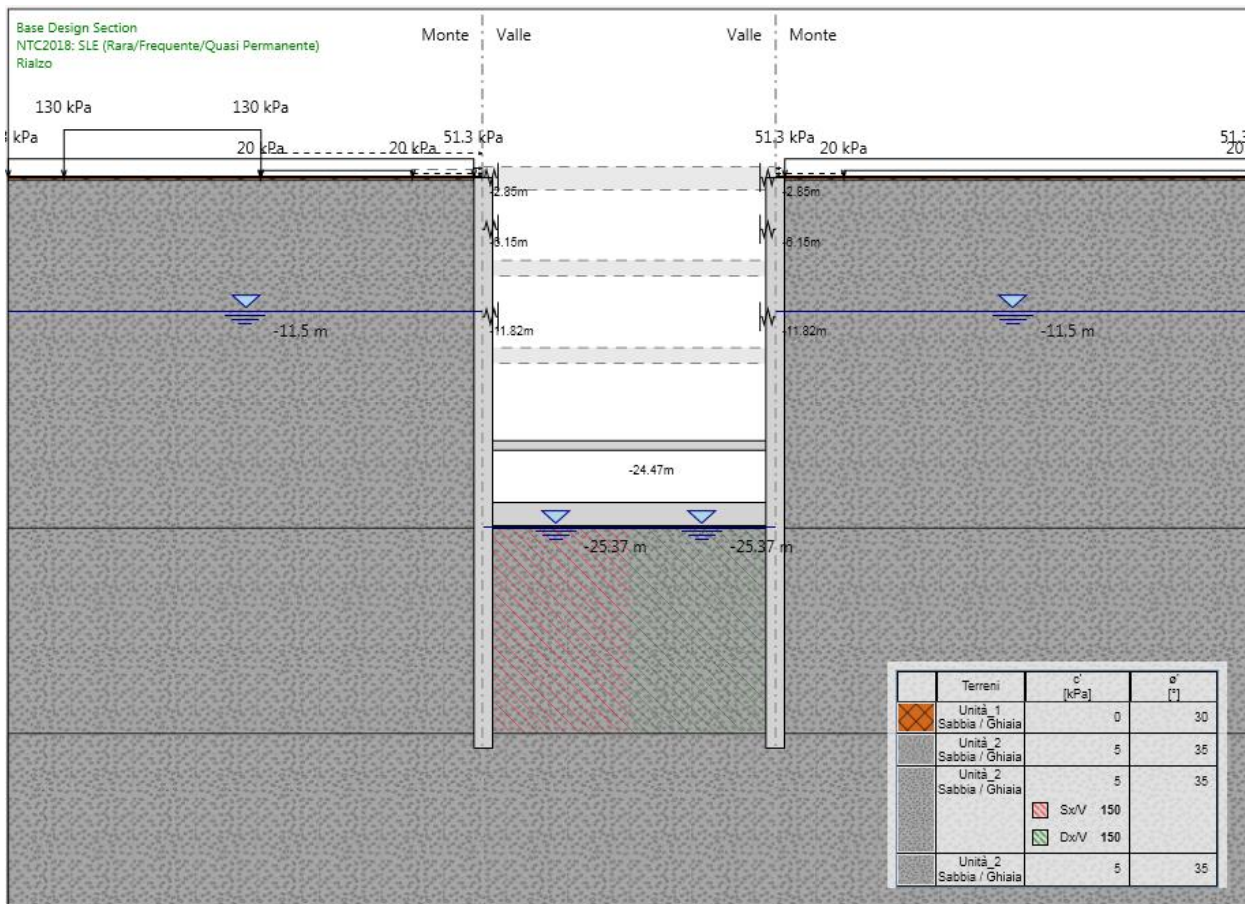 Base Design Section
NTC2018: SLE (Rara/Frequente/Quasi Permanente)
Rialzo
Monte Valle Valle Monte
130 kPa 130 kPa
kPa 51.3 kPa 51.3 kPa 51.3
20 kPa 20 kPa 20 kPa 20
-2.85m -2.85m
-6.15m -6.15m
-11.5 m -11.82m -11.82m -11.5 m
-24.47m
-25.37 m -25.37 m
Terreni c' [kPa] ø' [°]
Unità_1
Sabbia / Ghiaia 0 30
Unità_2
Sabbia / Ghiaia 5 35
Unità_2
Sabbia / Ghiaia 5 35
Sx/V 150
Dx/V 150
Unità_2
Sabbia / Ghiaia 5 35